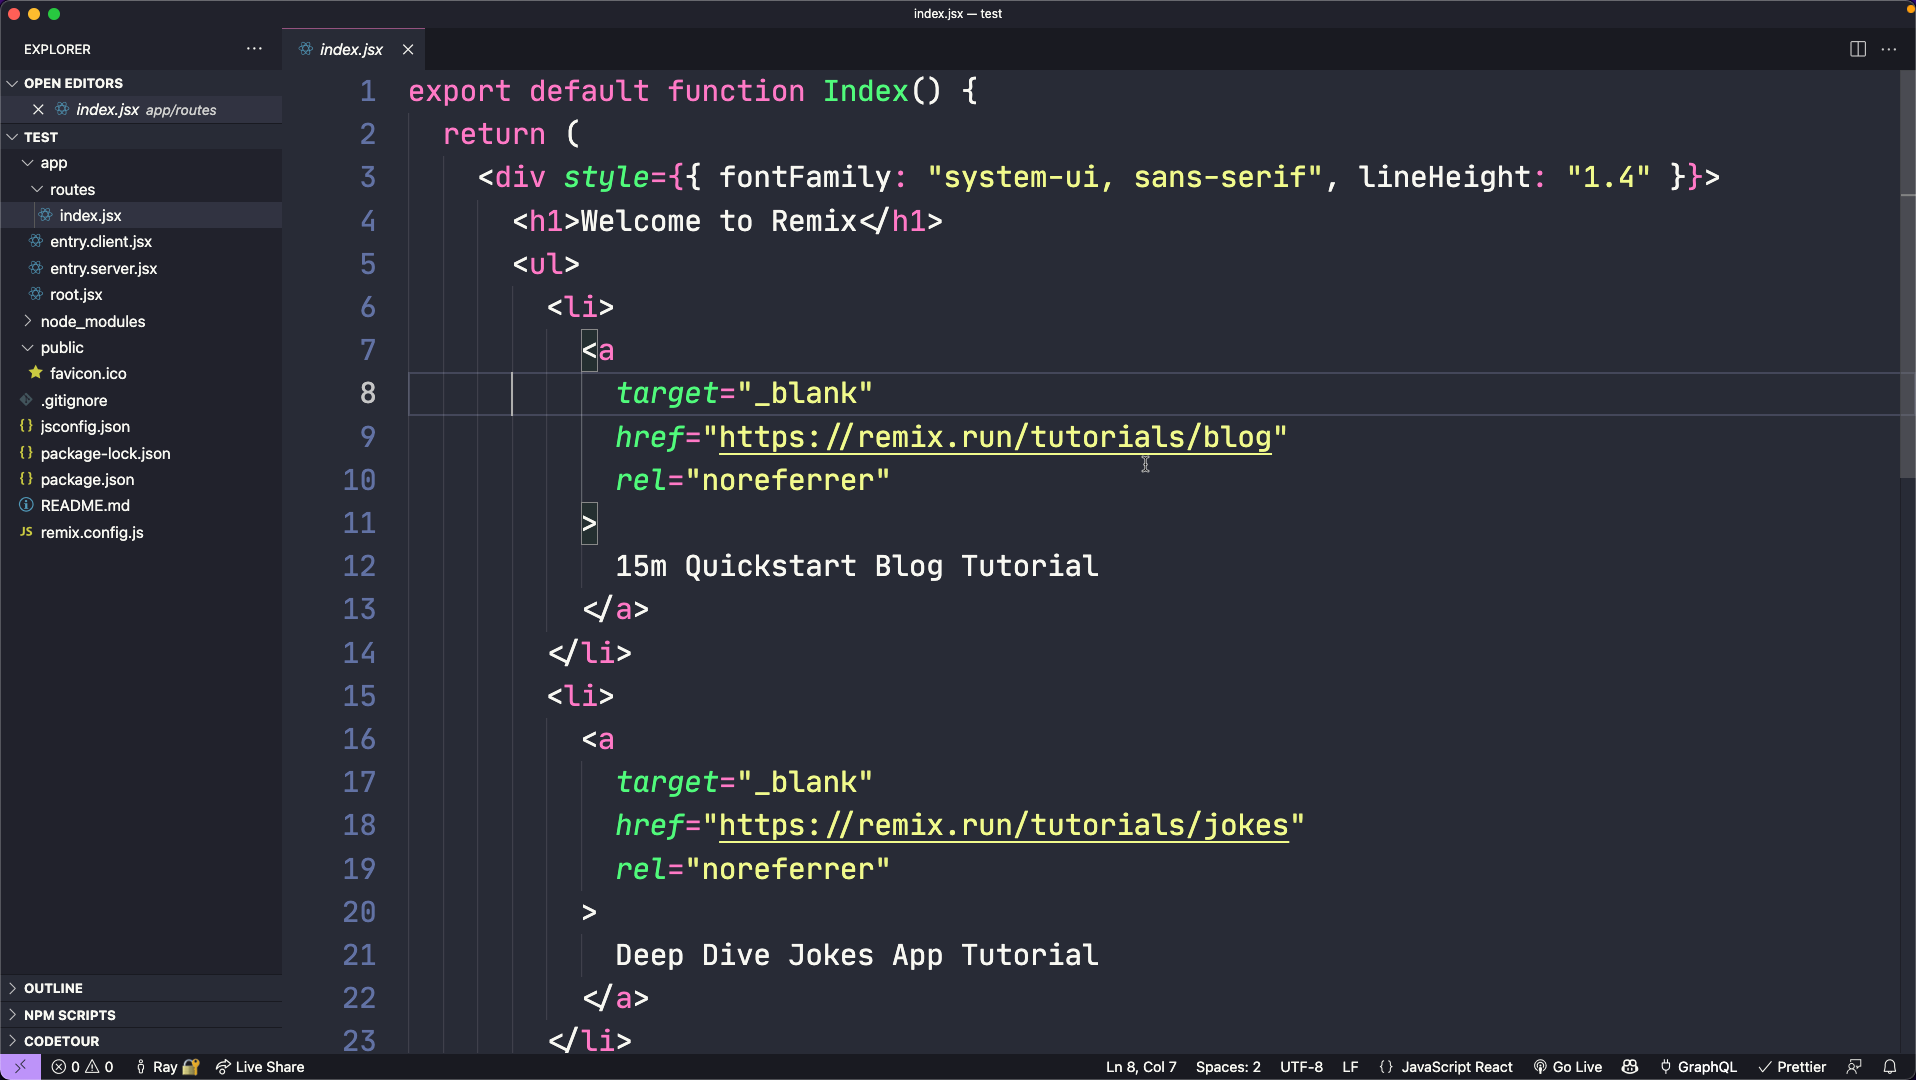 index.jsx — test
EXPLORER
index.jsx
OPEN EDITORS
index.jsx app/routes
TEST
app
routes
index.jsx
entry.client.jsx
entry.server.jsx
root.jsx
node_modules
public
favicon.ico
.gitignore
jsconfig.json
package-lock.json
package.json
README.md
JS remix.config.js
OUTLINE
NPM SCRIPTS
CODETOUR
1 export default function Index() {
2 return (
3 <div style={{ fontFamily: "system-ui, sans-serif", lineHeight: "1.4" }}>
4 <h1>Welcome to Remix</h1>
5 <ul>
6 <li>
7 <a
8 target="_blank"
9 href="https://remix.run/tutorials/blog"
10 rel="noreferrer"
11 >
12 15m Quickstart Blog Tutorial
13 </a>
14 </li>
15 <li>
16 <a
17 target="_blank"
18 href="https://remix.run/tutorials/jokes"
19 rel="noreferrer"
20 >
21 Deep Dive Jokes App Tutorial
22 </a>
23 </li>
0 0 Ray Live Share Ln 8, Col 7 Spaces: 2 UTF-8 LF {} JavaScript React Go Live GraphQL Prettier